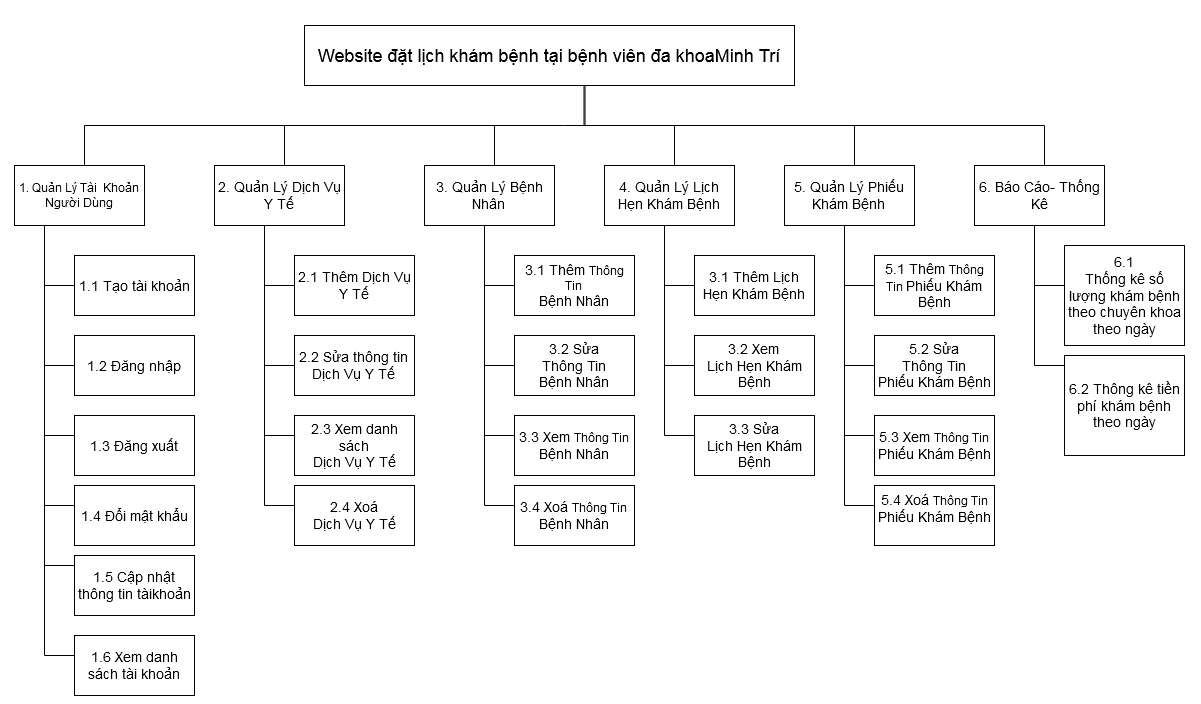 Website đặt lịch khám bệnh tại bệnh viên đa khoaMinh Trí
1. Quản Lý Tài Khoản
Người Dùng
1.1 Tạo tài khoản
1.2 Đăng nhập
1.3 Đăng xuất
1.4 Đổi mật khẩu
1.5 Cập nhật
thông tin tàikhoản
1.6 Xem danh
sách tài khoản
2. Quản Lý Dịch Vụ
Y Tế
2.1 Thêm Dịch Vụ
Y Tế
2.2 Sửa thông tin
Dịch Vụ Y Tế
2.3 Xem danh
sách
Dịch Vụ Y Tế
2.4 Xoá
Dịch Vụ Y Tế
3. Quản Lý Bệnh
Nhân
3.1 Thêm Thông
Tin
Bệnh Nhân
3.2 Sửa
Thông Tin
Bệnh Nhân
3.3 Xem Thông Tin
Bệnh Nhân
3.4 Xoá Thông Tin
Bệnh Nhân
4. Quản Lý Lịch
Hẹn Khám Bệnh
3.1 Thêm Lịch
Hẹn Khám Bệnh
3.2 Xem
Lịch Hẹn Khám
Bệnh
3.3 Sửa
Lịch Hẹn Khám
Bệnh
5. Quản Lý Phiếu
Khám Bệnh
5.1 Thêm Thông
Tin Phiếu Khám
Bệnh
5.2 Sửa
Thông Tin
Phiếu Khám Bệnh
5.3 Xem Thông Tin
Phiếu Khám Bệnh
5.4 Xoá Thông Tin
Phiếu Khám Bệnh
6. Báo Cáo- Thống
Kê
6.1
Thống kê số
lượng khám bệnh
theo chuyên khoa
theo ngày
6.2 Thông kê tiền
phí khám bệnh
theo ngày